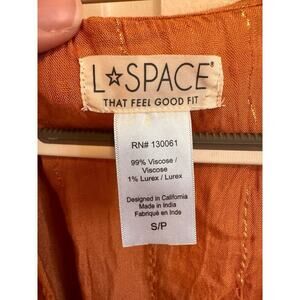 L☆SPACE®
THAT FEEL GOOD FIT
RN# 130061
99% Viscose /
Viscose
1% Lurex / Lurex
Designed in California
Made in India
Fabriqué en Inde
S/P